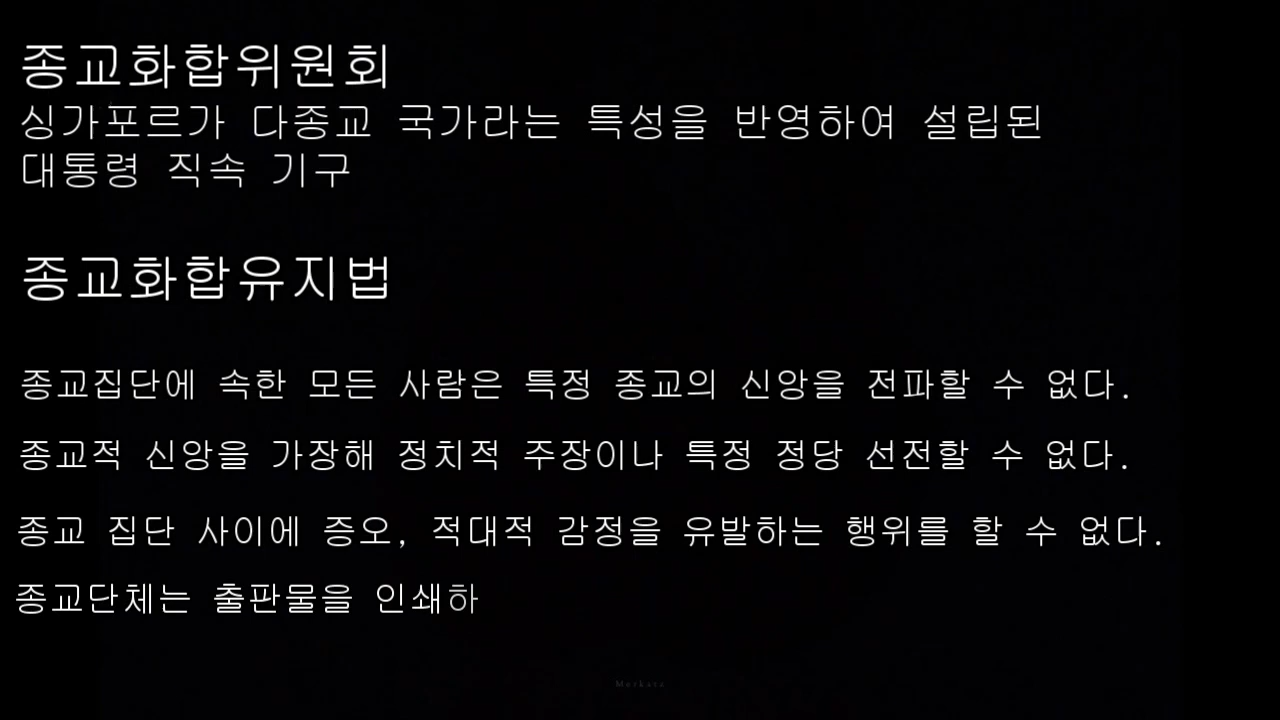 종교화합위원회
싱가포르가 다종교 국가라는 특성을 반영하여 설립된
대통령 직속 기구
종교화합유지법
종교집단에 속한 모든 사람은 특정 종교의 신앙을 전파할 수 없다.
종교적 신앙을 가장해 정치적 주장이나 특정 정당 선전할 수 없다.
종교 집단 사이에 증오, 적대적 감정을 유발하는 행위를 할 수 없다.
종교단체는 출판물을 인쇄하